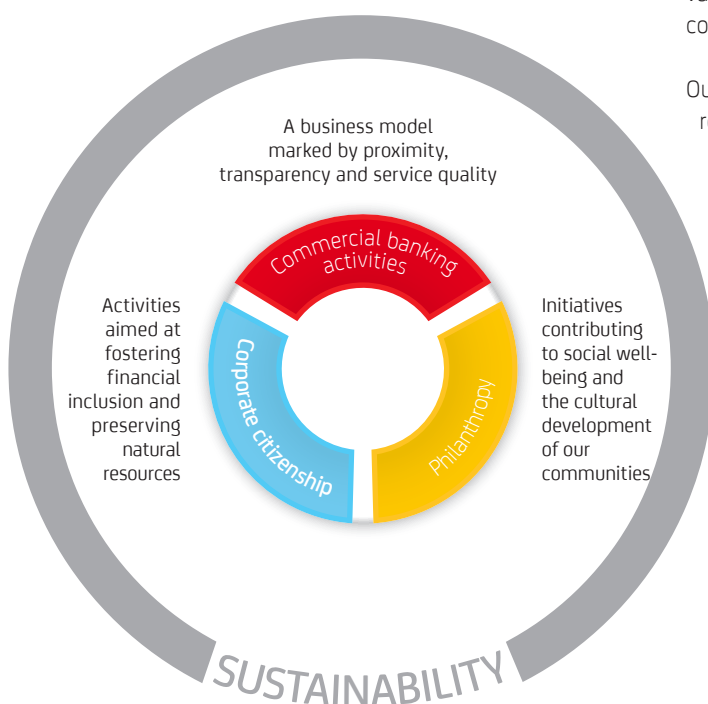 co
Ou
A business model
marked by proximity,
transparency and service quality
Commercial banking
activities
Activities
aimed at
fostering
financial
inclusion and
preserving
natural
resources
Corporate citizenship
Philanthropy
Initiatives
contributing
to social well-
being and
the cultural
development
of our
communities
SUSTAINABILITY